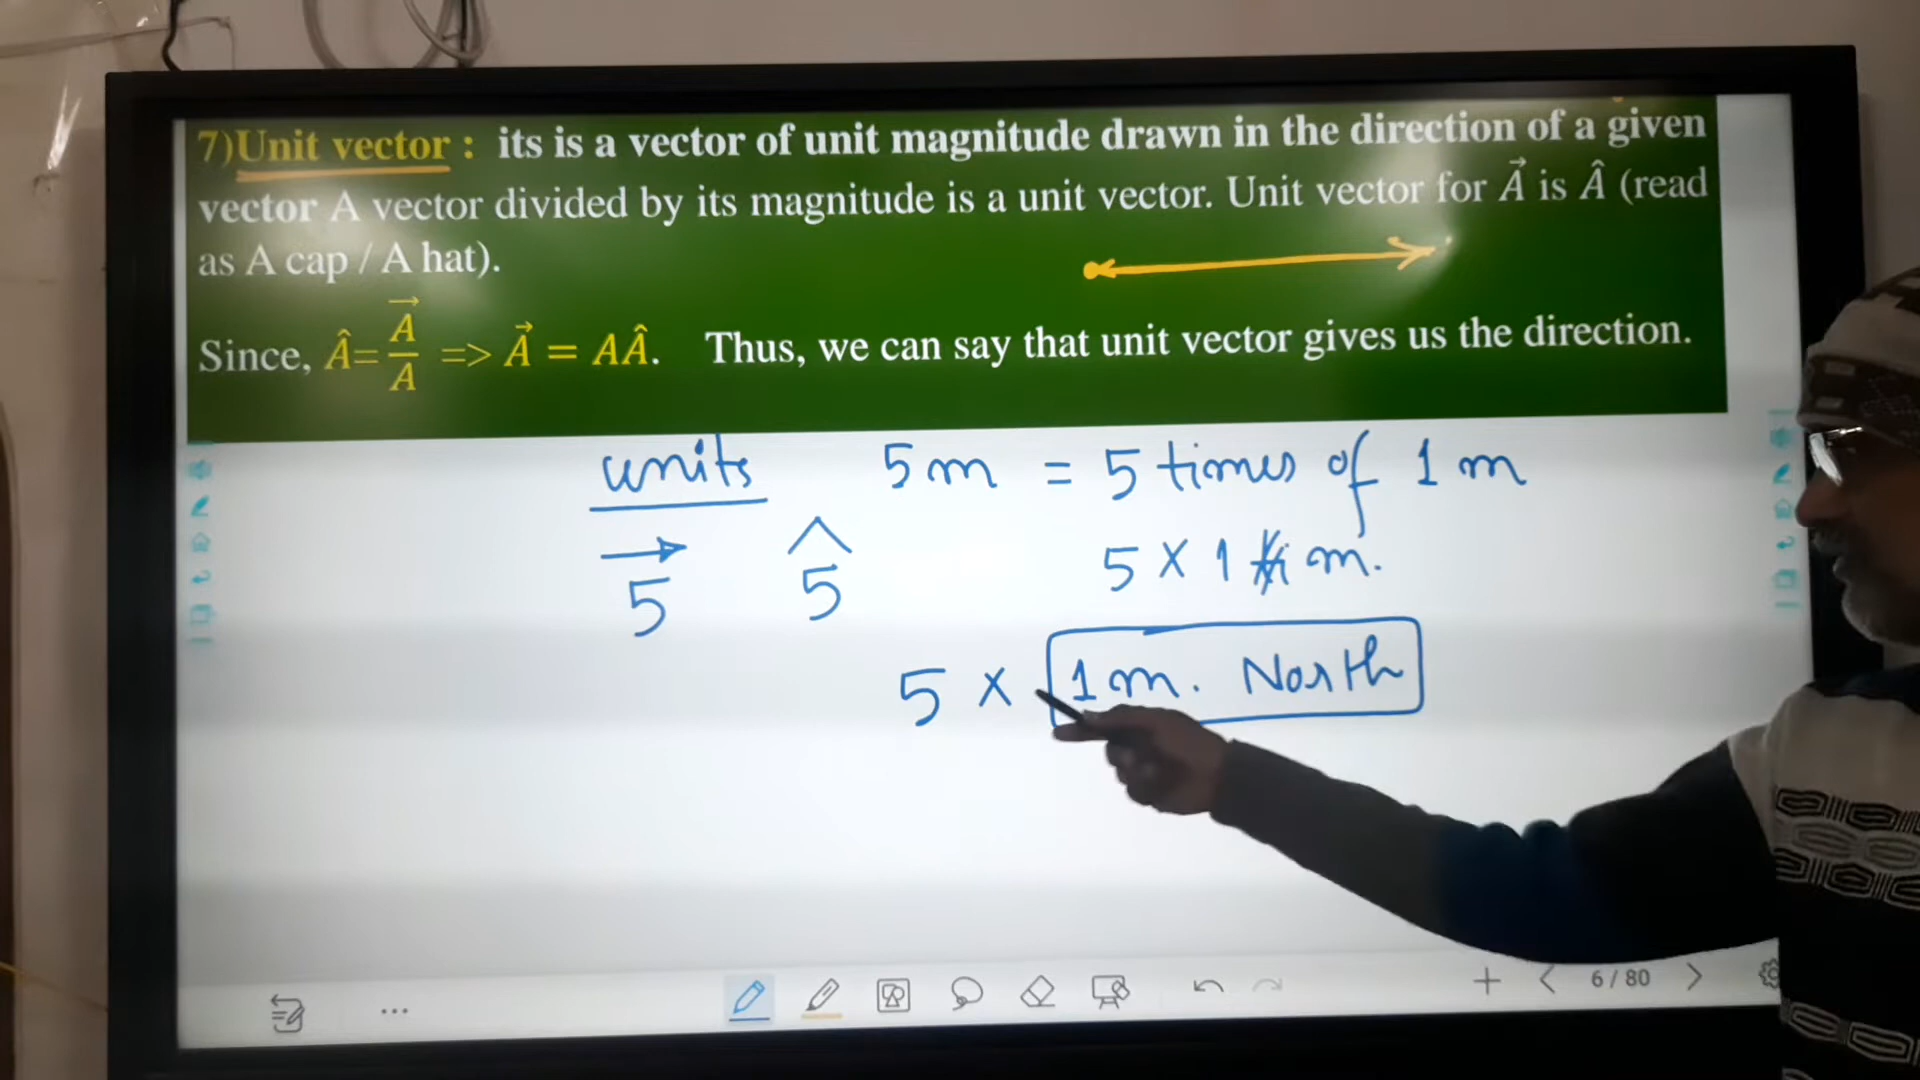 7)Unit vector : its is a vector of unit magnitude drawn in the direction of a given
vector A vector divided by its magnitude is a unit vector. Unit vector for A⃗ is Â (read
as A cap / A hat).
Since, Â= A⃗/A => A⃗ = AÂ. Thus, we can say that unit vector gives us the direction.
units 5 m = 5 times of 1 m
5⃗ 5̂ 5 × 1 m.
5 × 1 m. North
6 / 80